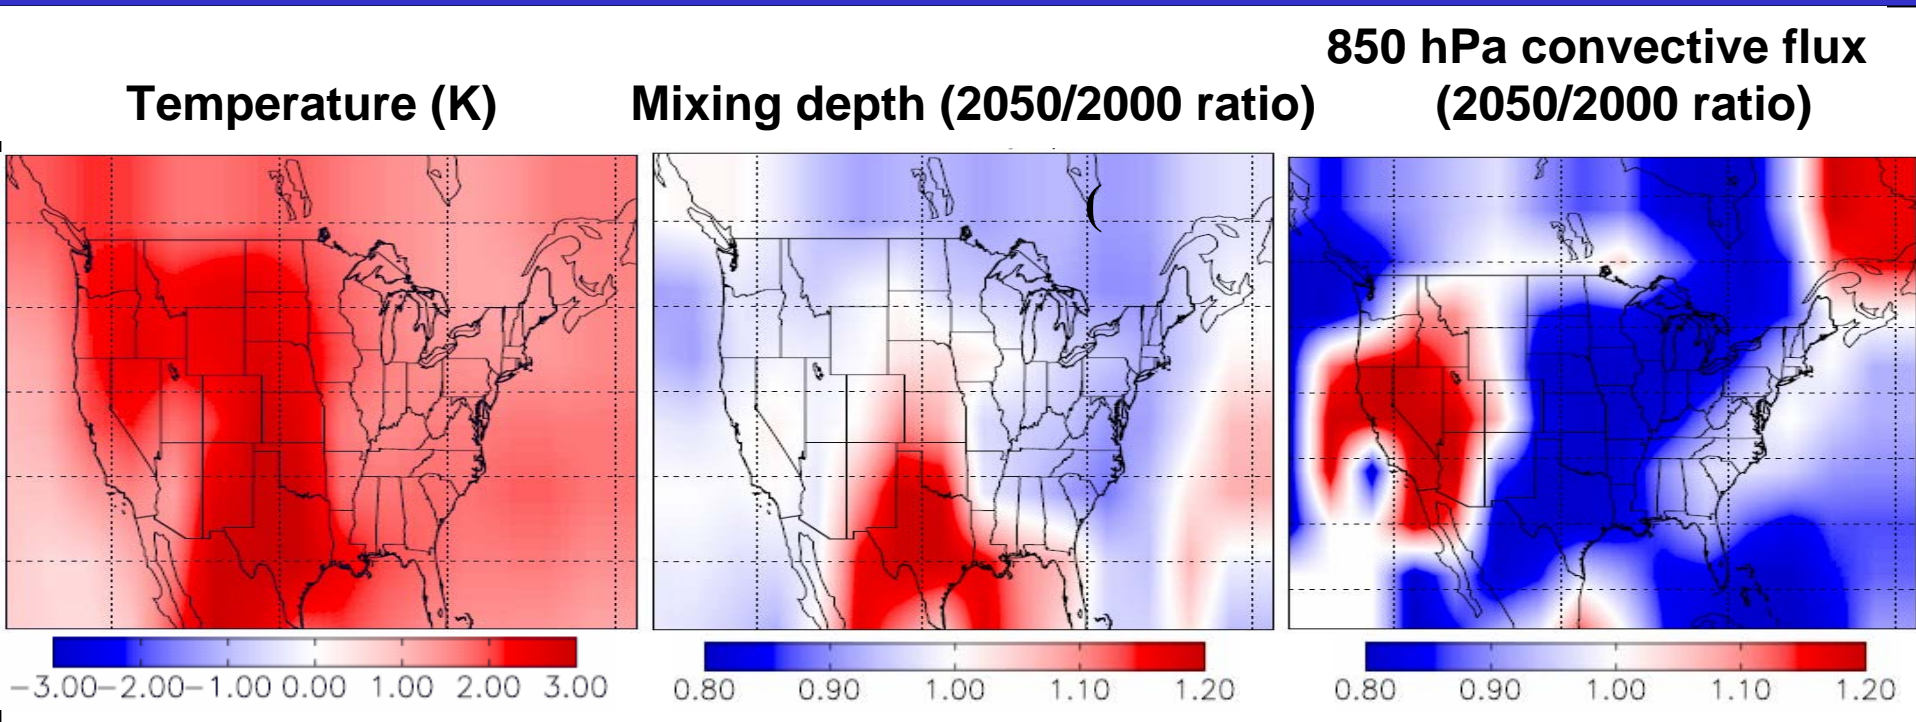 850 hPa convective flux
Temperature (K) Mixing depth (2050/2000 ratio) (2050/2000 ratio)
(
−3.00−2.00−1.00 0.00 1.00 2.00 3.00 0.80 0.90 1.00 1.10 1.20 0.80 0.90 1.00 1.10 1.20